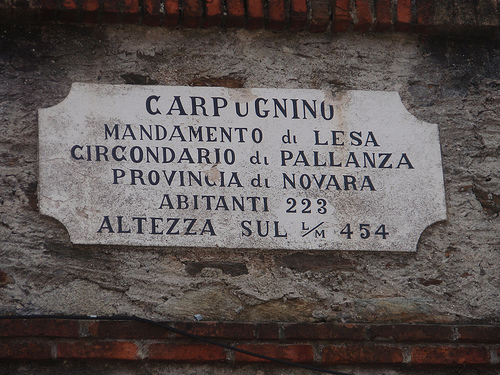 CARPUGNINO
MANDAMENTO di LESA
CIRCONDARIO di PALLANZA
PROVINCIA di NOVARA
ABITANTI 223
ALTEZZA SUL L/M 454